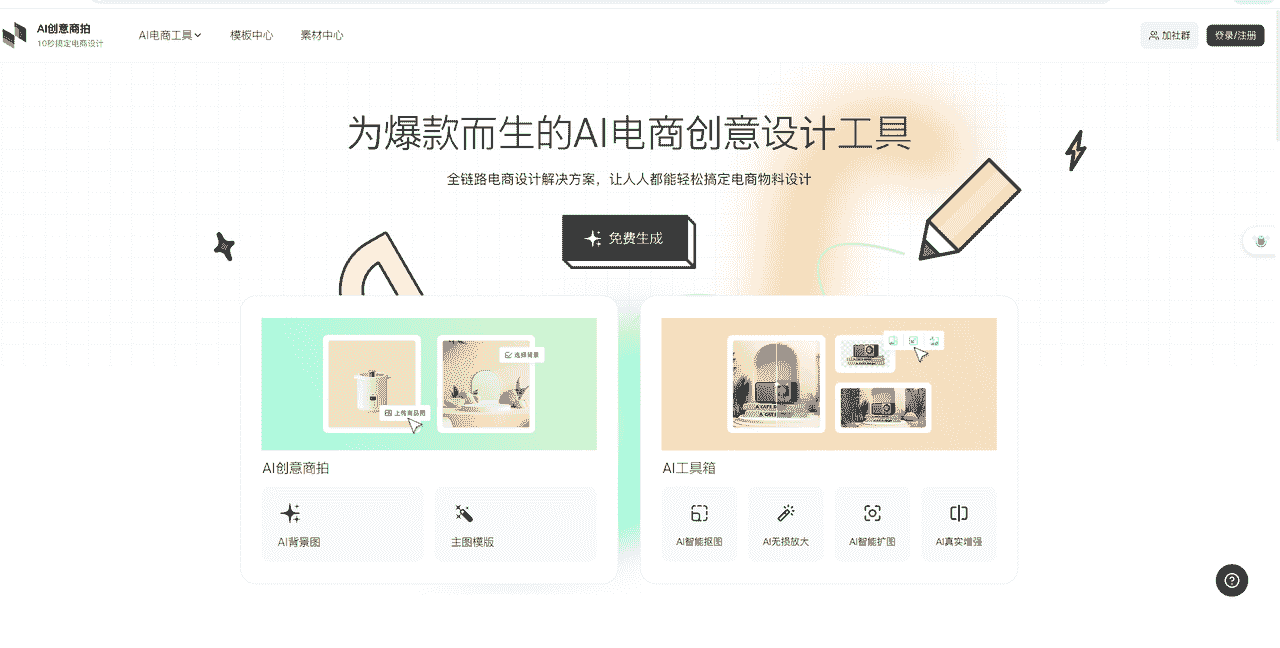 AI创意商拍
10秒搞定电商设计
AI电商工具
模板中心
素材中心
加社群
登录/注册
为爆款而生的AI电商创意设计工具
全链路电商设计解决方案，让人人都能轻松搞定电商物料设计
免费生成
选择背景
上传商品图
AI创意商拍
AI工具箱
AI背景图
主图模版
AI智能抠图
AI无损放大
AI智能扩图
AI真实增强